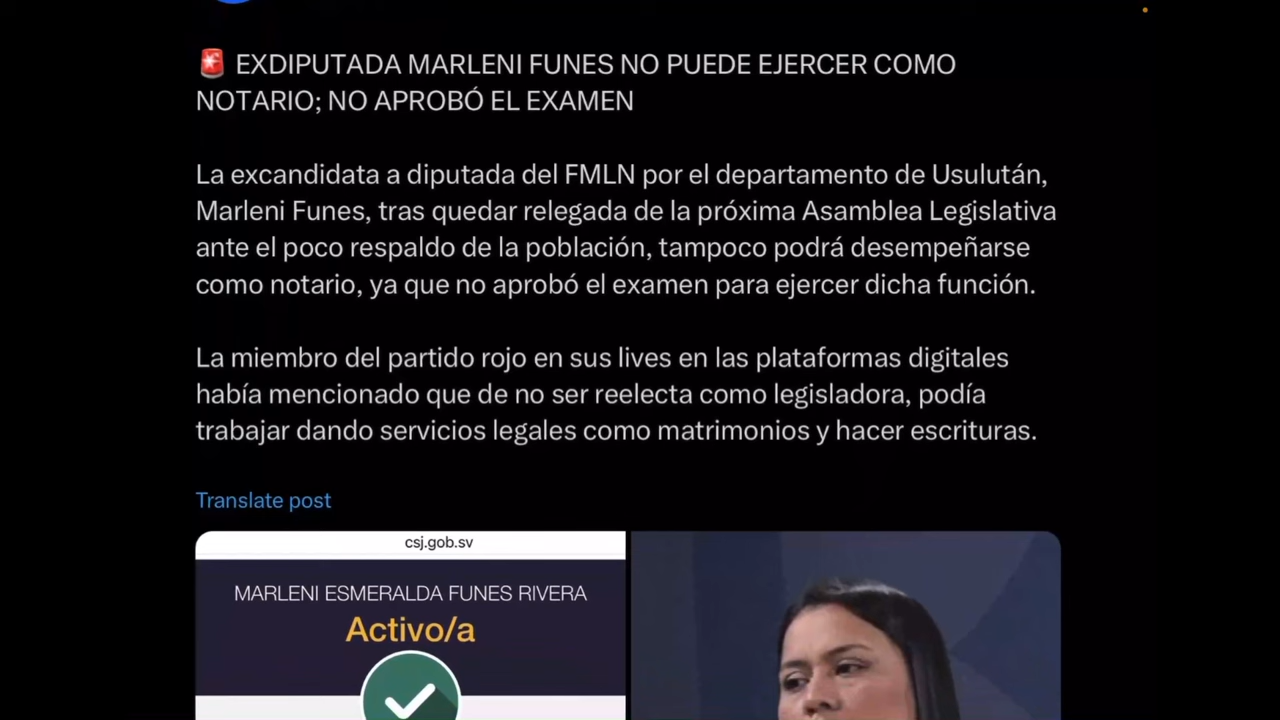 🚨 EXDIPUTADA MARLENI FUNES NO PUEDE EJERCER COMO
NOTARIO; NO APROBÓ EL EXAMEN
La excandidata a diputada del FMLN por el departamento de Usulután,
Marleni Funes, tras quedar relegada de la próxima Asamblea Legislativa
ante el poco respaldo de la población, tampoco podrá desempeñarse
como notario, ya que no aprobó el examen para ejercer dicha función.
La miembro del partido rojo en sus lives en las plataformas digitales
había mencionado que de no ser reelecta como legisladora, podía
trabajar dando servicios legales como matrimonios y hacer escrituras.
Translate post
csj.gob.sv
MARLENI ESMERALDA FUNES RIVERA
Activo/a